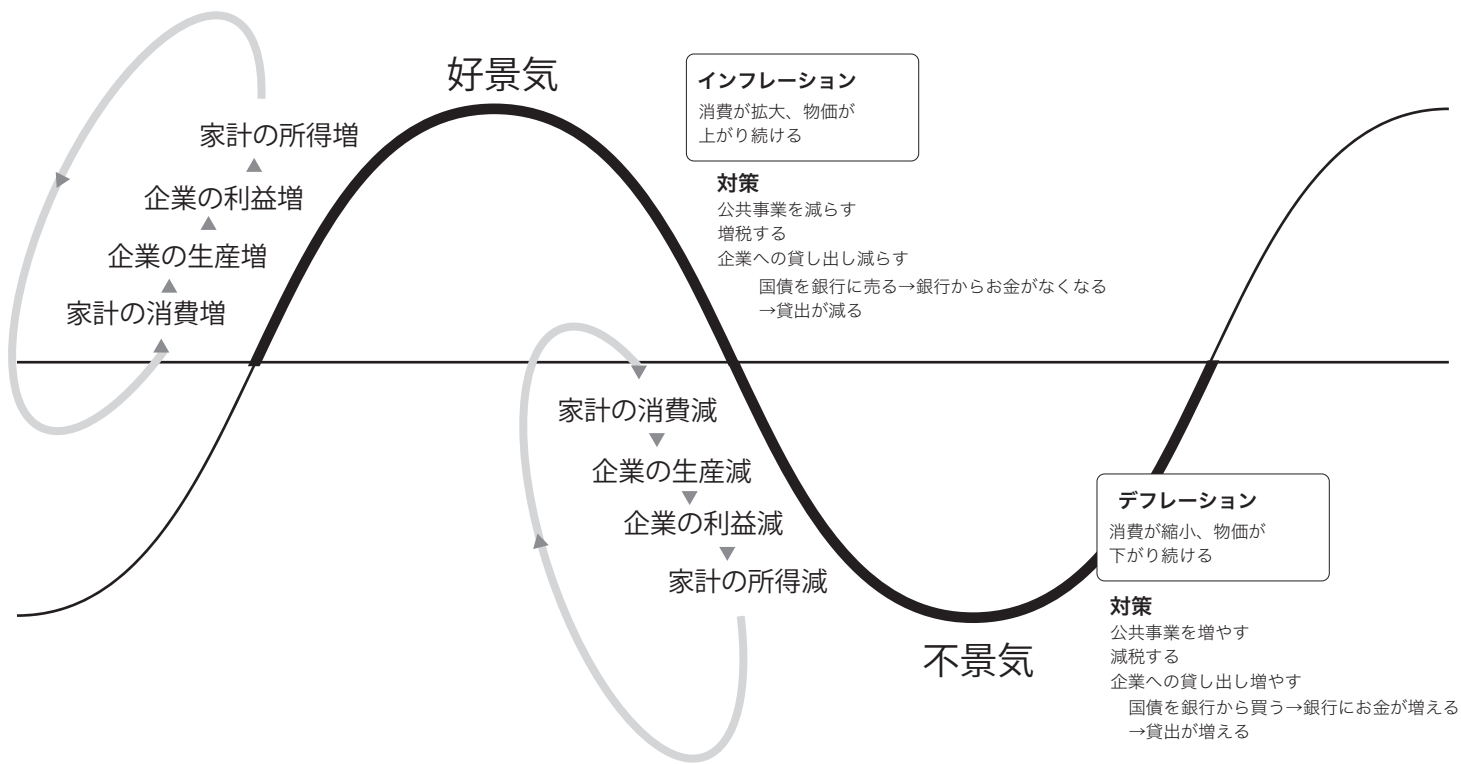 好景気
家計の所得増
企業の利益増
企業の生産増
家計の消費増
インフレーション
消費が拡大、物価が
上がり続ける
対策
公共事業を減らす
増税する
企業への貸し出し減らす
国債を銀行に売る→銀行からお金がなくなる
→貸出が減る
家計の消費減
企業の生産減
企業の利益減
家計の所得減
不景気
デフレーション
消費が縮小、物価が
下がり続ける
対策
公共事業を増やす
減税する
企業への貸し出し増やす
国債を銀行から買う→銀行にお金が増える
→貸出が増える